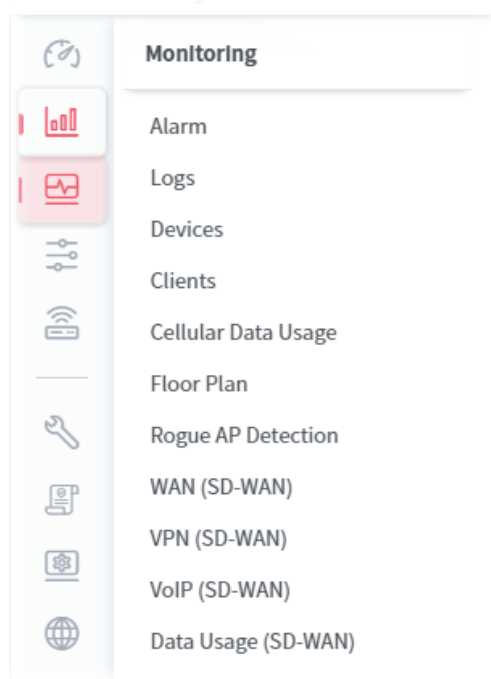 Monitoring
Alarm
Logs
Devices
Clients
Cellular Data Usage
Floor Plan
Rogue AP Detection
WAN (SD-WAN)
VPN (SD-WAN)
VoIP (SD-WAN)
Data Usage (SD-WAN)